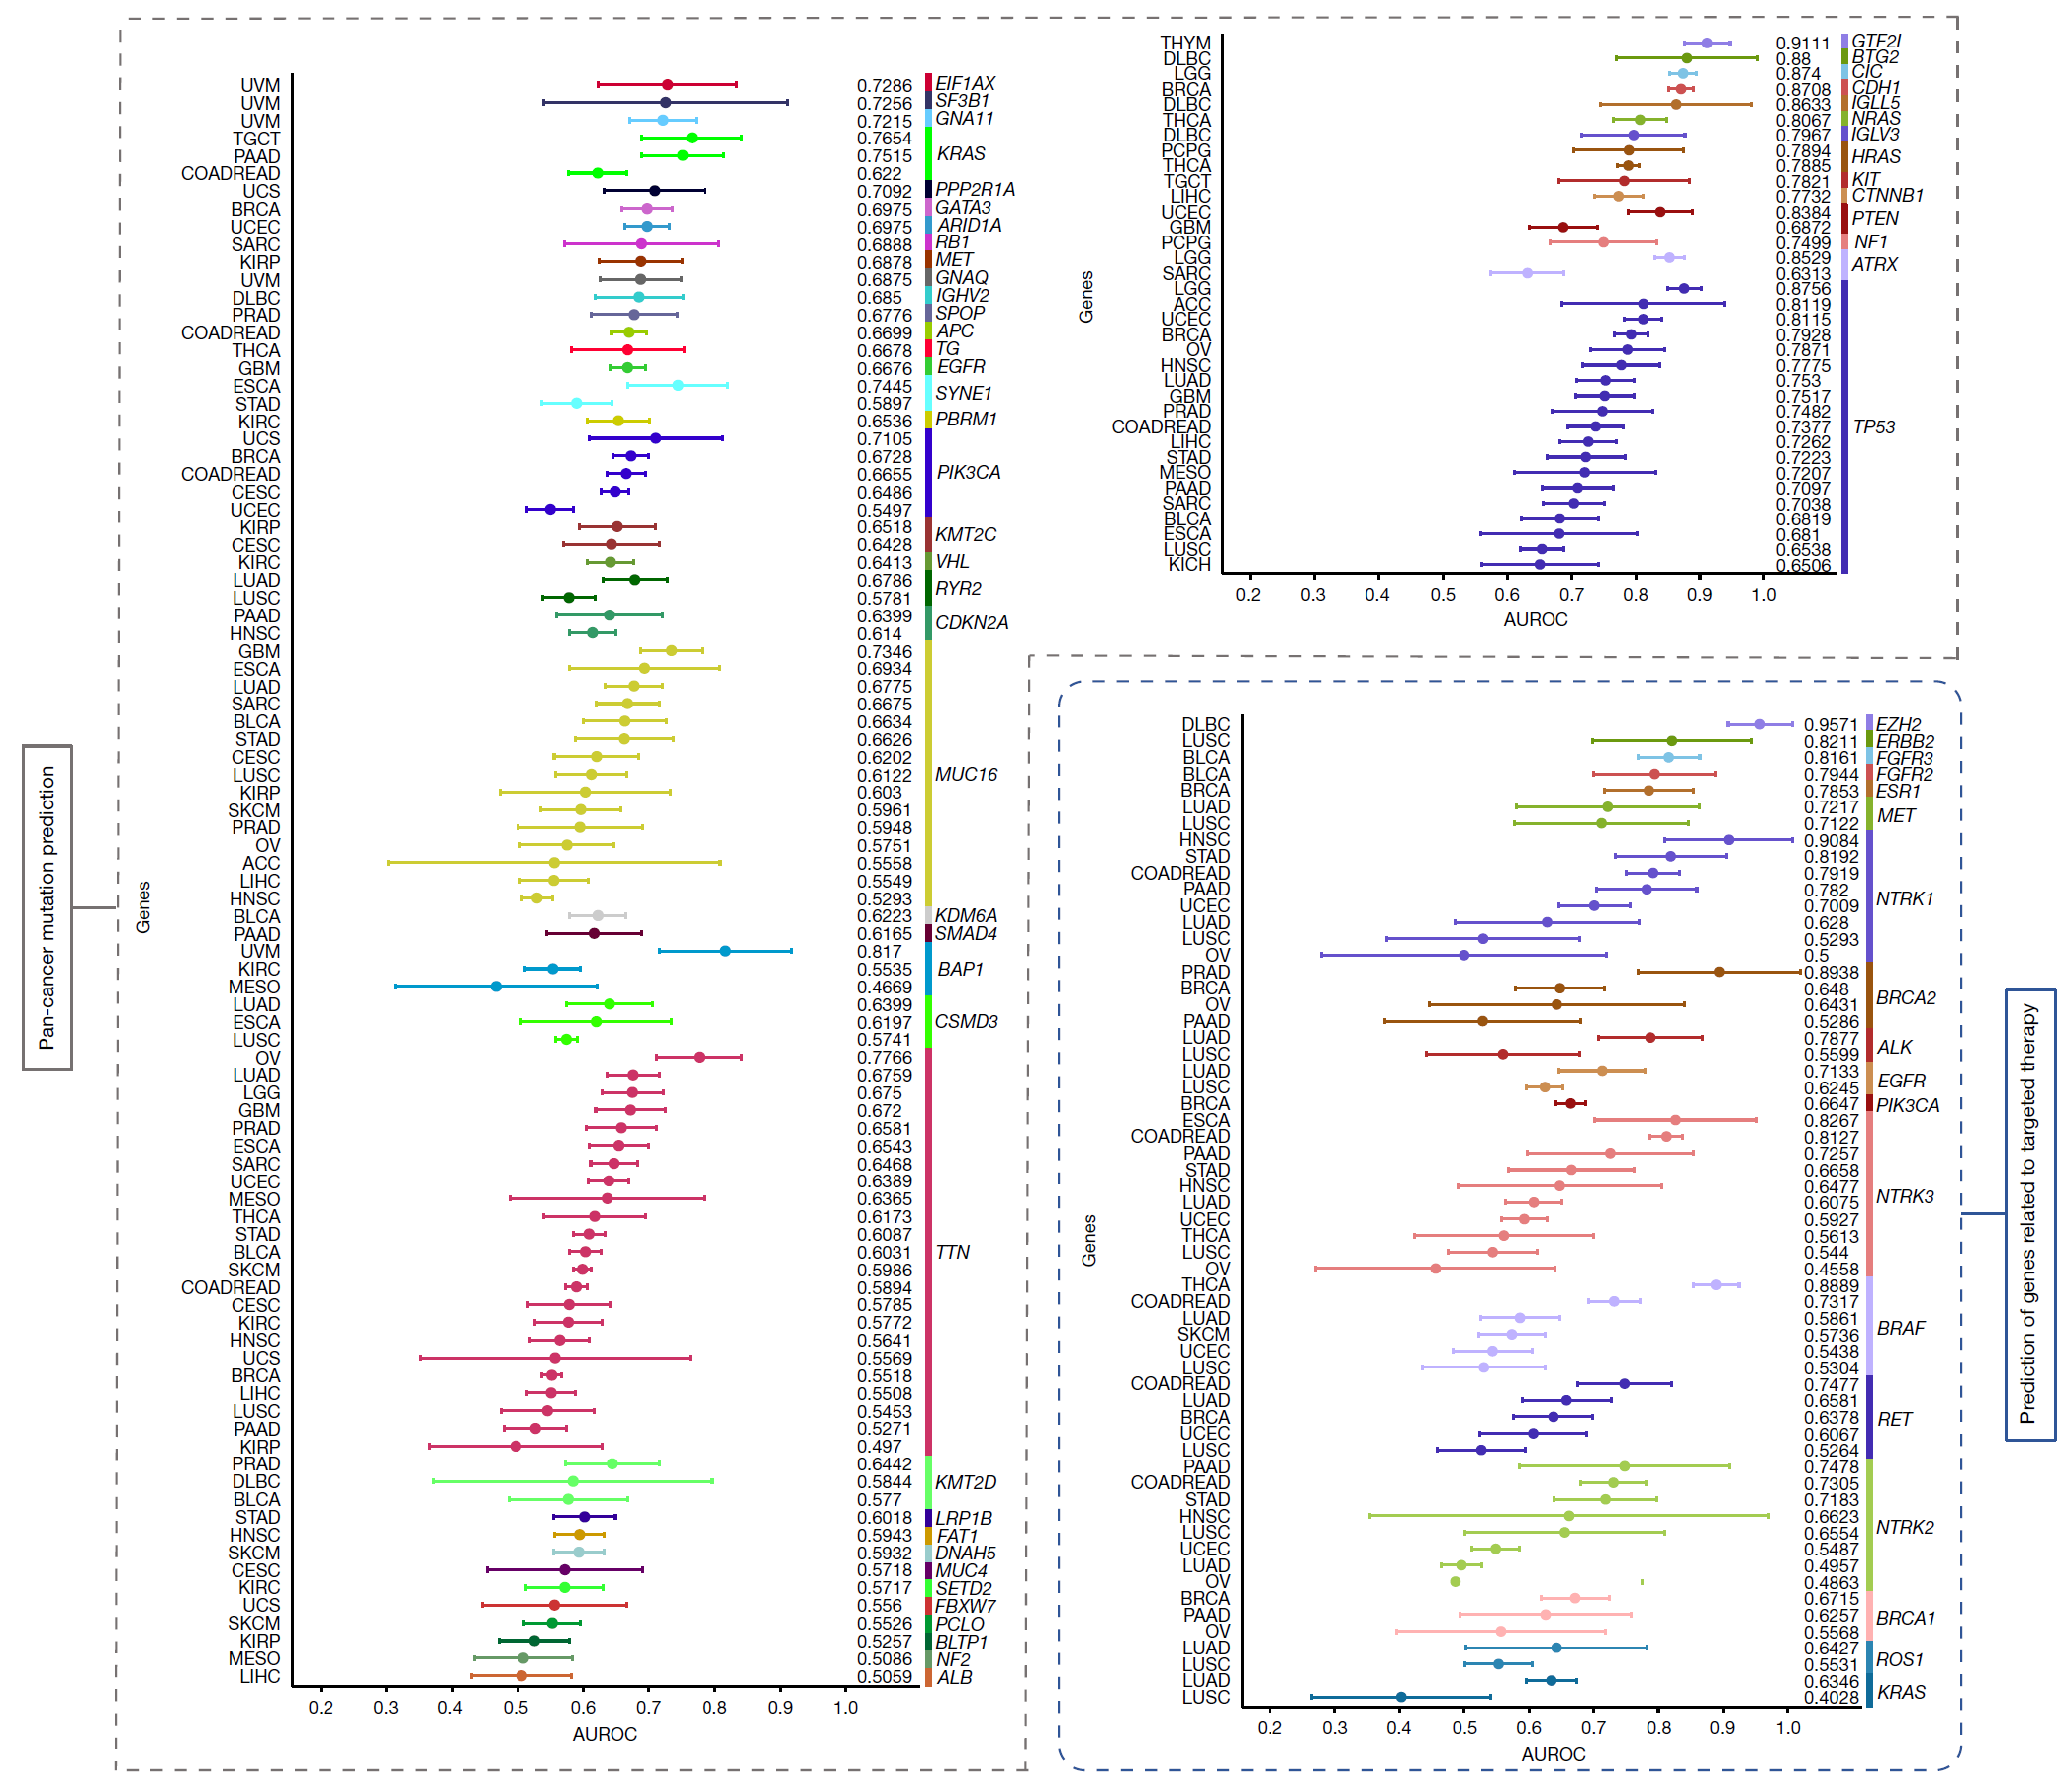 Pan-cancer mutation prediction
Genes
UVM 0.7286 EIF1AX
UVM 0.7256 SF3B1
UVM 0.7215 GNA11
TGCT 0.7654
PAAD 0.7515 KRAS
COADREAD 0.622
UCS 0.7092 PPP2R1A
BRCA 0.6975 GATA3
UCEC 0.6975 ARID1A
SARC 0.6888 RB1
KIRP 0.6878 MET
UVM 0.6875 GNAQ
DLBC 0.685 IGHV2
PRAD 0.6776 SPOP
COADREAD 0.6699 APC
THCA 0.6678 TG
GBM 0.6676 EGFR
ESCA 0.7445 SYNE1
STAD 0.5897
KIRC 0.6536 PBRM1
UCS 0.7105
BRCA 0.6728
COADREAD 0.6655 PIK3CA
CESC 0.6486
UCEC 0.5497
KIRP 0.6518 KMT2C
CESC 0.6428
KIRC 0.6413 VHL
LUAD 0.6786 RYR2
LUSC 0.5781
PAAD 0.6399 CDKN2A
HNSC 0.614
GBM 0.7346
ESCA 0.6934
LUAD 0.6775
SARC 0.6675
BLCA 0.6634
STAD 0.6626
CESC 0.6202
LUSC 0.6122 MUC16
KIRP 0.603
SKCM 0.5961
PRAD 0.5948
OV 0.5751
ACC 0.5558
LIHC 0.5549
HNSC 0.5293
BLCA 0.6223 KDM6A
PAAD 0.6165 SMAD4
UVM 0.817
KIRC 0.5535 BAP1
MESO 0.4669
LUAD 0.6399
ESCA 0.6197 CSMD3
LUSC 0.5741
OV 0.7766
LUAD 0.6759
LGG 0.675
GBM 0.672
PRAD 0.6581
ESCA 0.6543
SARC 0.6468
UCEC 0.6389
MESO 0.6365
THCA 0.6173
STAD 0.6087
BLCA 0.6031 TTN
SKCM 0.5986
COADREAD 0.5894
CESC 0.5785
KIRC 0.5772
HNSC 0.5641
UCS 0.5569
BRCA 0.5518
LIHC 0.5508
LUSC 0.5453
PAAD 0.5271
KIRP 0.497
PRAD 0.6442
DLBC 0.5844 KMT2D
BLCA 0.577
STAD 0.6018 LRP1B
HNSC 0.5943 FAT1
SKCM 0.5932 DNAH5
CESC 0.5718 MUC4
KIRC 0.5717 SETD2
UCS 0.556 FBXW7
SKCM 0.5526 PCLO
KIRP 0.5257 BLTP1
MESO 0.5086 NF2
LIHC 0.5059 ALB
0.2 0.3 0.4 0.5 0.6 0.7 0.8 0.9 1.0
AUROC
Genes
THYM 0.9111 GTF2I
DLBC 0.88 BTG2
LGG 0.874 CIC
BRCA 0.8708 CDH1
DLBC 0.8633 IGLL5
THCA 0.8067 NRAS
DLBC 0.7967 IGLV3
PCPG 0.7894 HRAS
THCA 0.7885
TGCT 0.7821 KIT
LIHC 0.7732 CTNNB1
UCEC 0.8384 PTEN
GBM 0.6872
PCPG 0.7499 NF1
LGG 0.8529 ATRX
SARC 0.6313
LGG 0.8756
ACC 0.8119
UCEC 0.8115
BRCA 0.7928
OV 0.7871
HNSC 0.7775
LUAD 0.753
GBM 0.7517
PRAD 0.7482
COADREAD 0.7377 TP53
LIHC 0.7262
STAD 0.7223
MESO 0.7207
PAAD 0.7097
SARC 0.7038
BLCA 0.6819
ESCA 0.681
LUSC 0.6538
KICH 0.6506
0.2 0.3 0.4 0.5 0.6 0.7 0.8 0.9 1.0
AUROC
Genes
DLBC 0.9571 EZH2
LUSC 0.8211 ERBB2
BLCA 0.8161 FGFR3
BLCA 0.7944 FGFR2
BRCA 0.7853 ESR1
LUAD 0.7217 MET
LUSC 0.7122
HNSC 0.9084
STAD 0.8192
COADREAD 0.7919
PAAD 0.782 NTRK1
UCEC 0.7009
LUAD 0.628
LUSC 0.5293
OV 0.5
PRAD 0.8938
BRCA 0.648 BRCA2
OV 0.6431
PAAD 0.5286
LUAD 0.7877 ALK
LUSC 0.5599
LUAD 0.7133 EGFR
LUSC 0.6245
BRCA 0.6647 PIK3CA
ESCA 0.8267
COADREAD 0.8127
PAAD 0.7257
STAD 0.6658
HNSC 0.6477 NTRK3
LUAD 0.6075
UCEC 0.5927
THCA 0.5613
LUSC 0.544
OV 0.4558
THCA 0.8889
COADREAD 0.7317
LUAD 0.5861 BRAF
SKCM 0.5736
UCEC 0.5438
LUSC 0.5304
COADREAD 0.7477
LUAD 0.6581
BRCA 0.6378 RET
UCEC 0.6067
LUSC 0.5264
PAAD 0.7478
COADREAD 0.7305
STAD 0.7183
HNSC 0.6623 NTRK2
LUSC 0.6554
UCEC 0.5487
LUAD 0.4957
OV 0.4863
BRCA 0.6715
PAAD 0.6257 BRCA1
OV 0.5568
LUAD 0.6427 ROS1
LUSC 0.5531
LUAD 0.6346 KRAS
LUSC 0.4028
0.2 0.3 0.4 0.5 0.6 0.7 0.8 0.9 1.0
AUROC
Prediction of genes related to targeted therapy